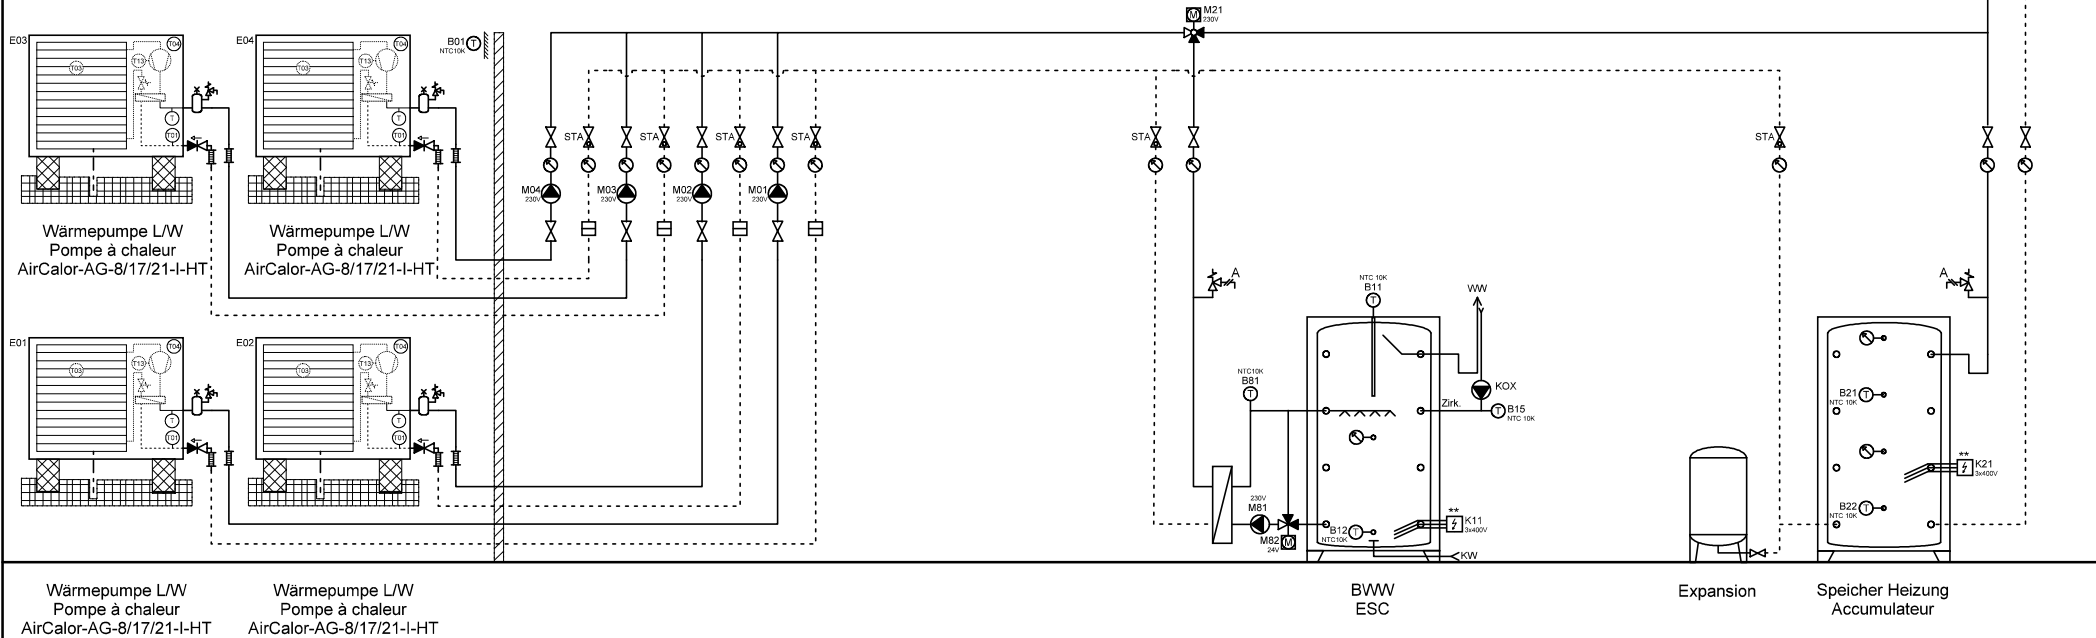 M21
230V
E03
T04
T13
T03
T
T01
E04
T04
T13
T03
T
T01
B01
T
NTC10K
STA
STA
STA
STA
STA
STA
M04
230V
M03
230V
M02
230V
M01
230V
Wärmepumpe L/W
Pompe à chaleur
AirCalor-AG-8/17/21-I-HT
Wärmepumpe L/W
Pompe à chaleur
AirCalor-AG-8/17/21-I-HT
A
A
NTC 10K
B11
T
WW
E01
T04
T13
T03
T
T01
E02
T04
T13
T03
T
T01
NTC10K
B81
T
KOX
Zirk.
T
B15
NTC 10K
B21
T
NTC 10K
**
K21
3x400V
230V
M81
M82
24V
M
B12
T
NTC10K
**
K11
3x400V
KW
B22
T
NTC 10K
Wärmepumpe L/W
Pompe à chaleur
AirCalor-AG-8/17/21-I-HT
Wärmepumpe L/W
Pompe à chaleur
AirCalor-AG-8/17/21-I-HT
BWW
ESC
Expansion
Speicher Heizung
Accumulateur